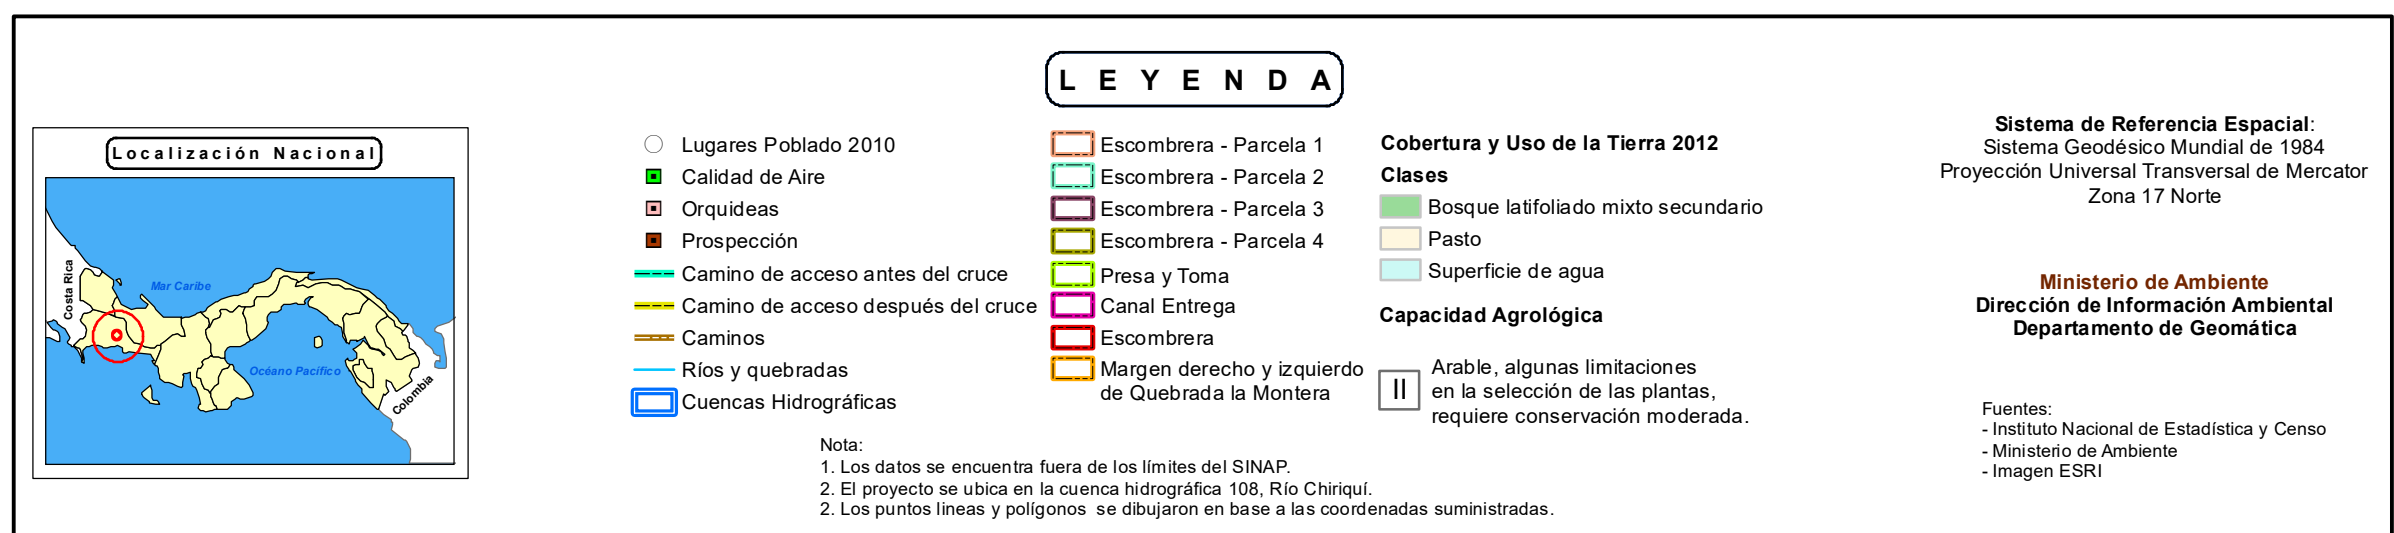 L E Y E N D A
Localización Nacional
Costa Rica
Mar Caribe
Océano Pacífico
Colombia
Lugares Poblado 2010
Calidad de Aire
Orquideas
Prospección
Camino de acceso antes del cruce
Camino de acceso después del cruce
Caminos
Ríos y quebradas
Cuencas Hidrográficas
Escombrera - Parcela 1
Escombrera - Parcela 2
Escombrera - Parcela 3
Escombrera - Parcela 4
Presa y Toma
Canal Entrega
Escombrera
Margen derecho y izquierdo
de Quebrada la Montera
Cobertura y Uso de la Tierra 2012
Clases
Bosque latifoliado mixto secundario
Pasto
Superficie de agua
Capacidad Agrológica
II
Arable, algunas limitaciones
en la selección de las plantas,
requiere conservación moderada.
Nota:
1. Los datos se encuentra fuera de los límites del SINAP.
2. El proyecto se ubica en la cuenca hidrográfica 108, Río Chiriquí.
2. Los puntos lineas y polígonos se dibujaron en base a las coordenadas suministradas.
Sistema de Referencia Espacial:
Sistema Geodésico Mundial de 1984
Proyección Universal Transversal de Mercator
Zona 17 Norte
Ministerio de Ambiente
Dirección de Información Ambiental
Departamento de Geomática
Fuentes:
- Instituto Nacional de Estadística y Censo
- Ministerio de Ambiente
- Imagen ESRI